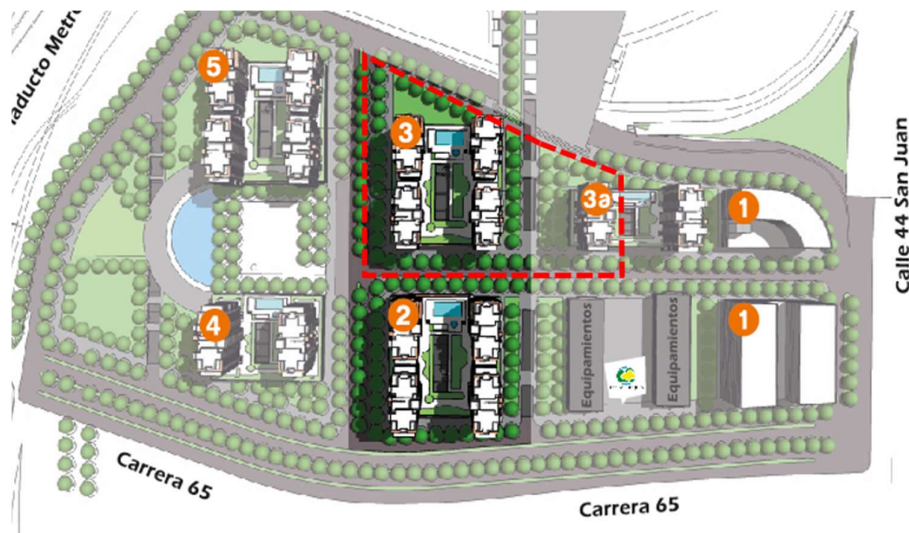 aducto Metro
5
3
3a
1
Calle 44 San Juan
4
2
Equipamientos
Equipamientos
1
Carrera 65
Carrera 65